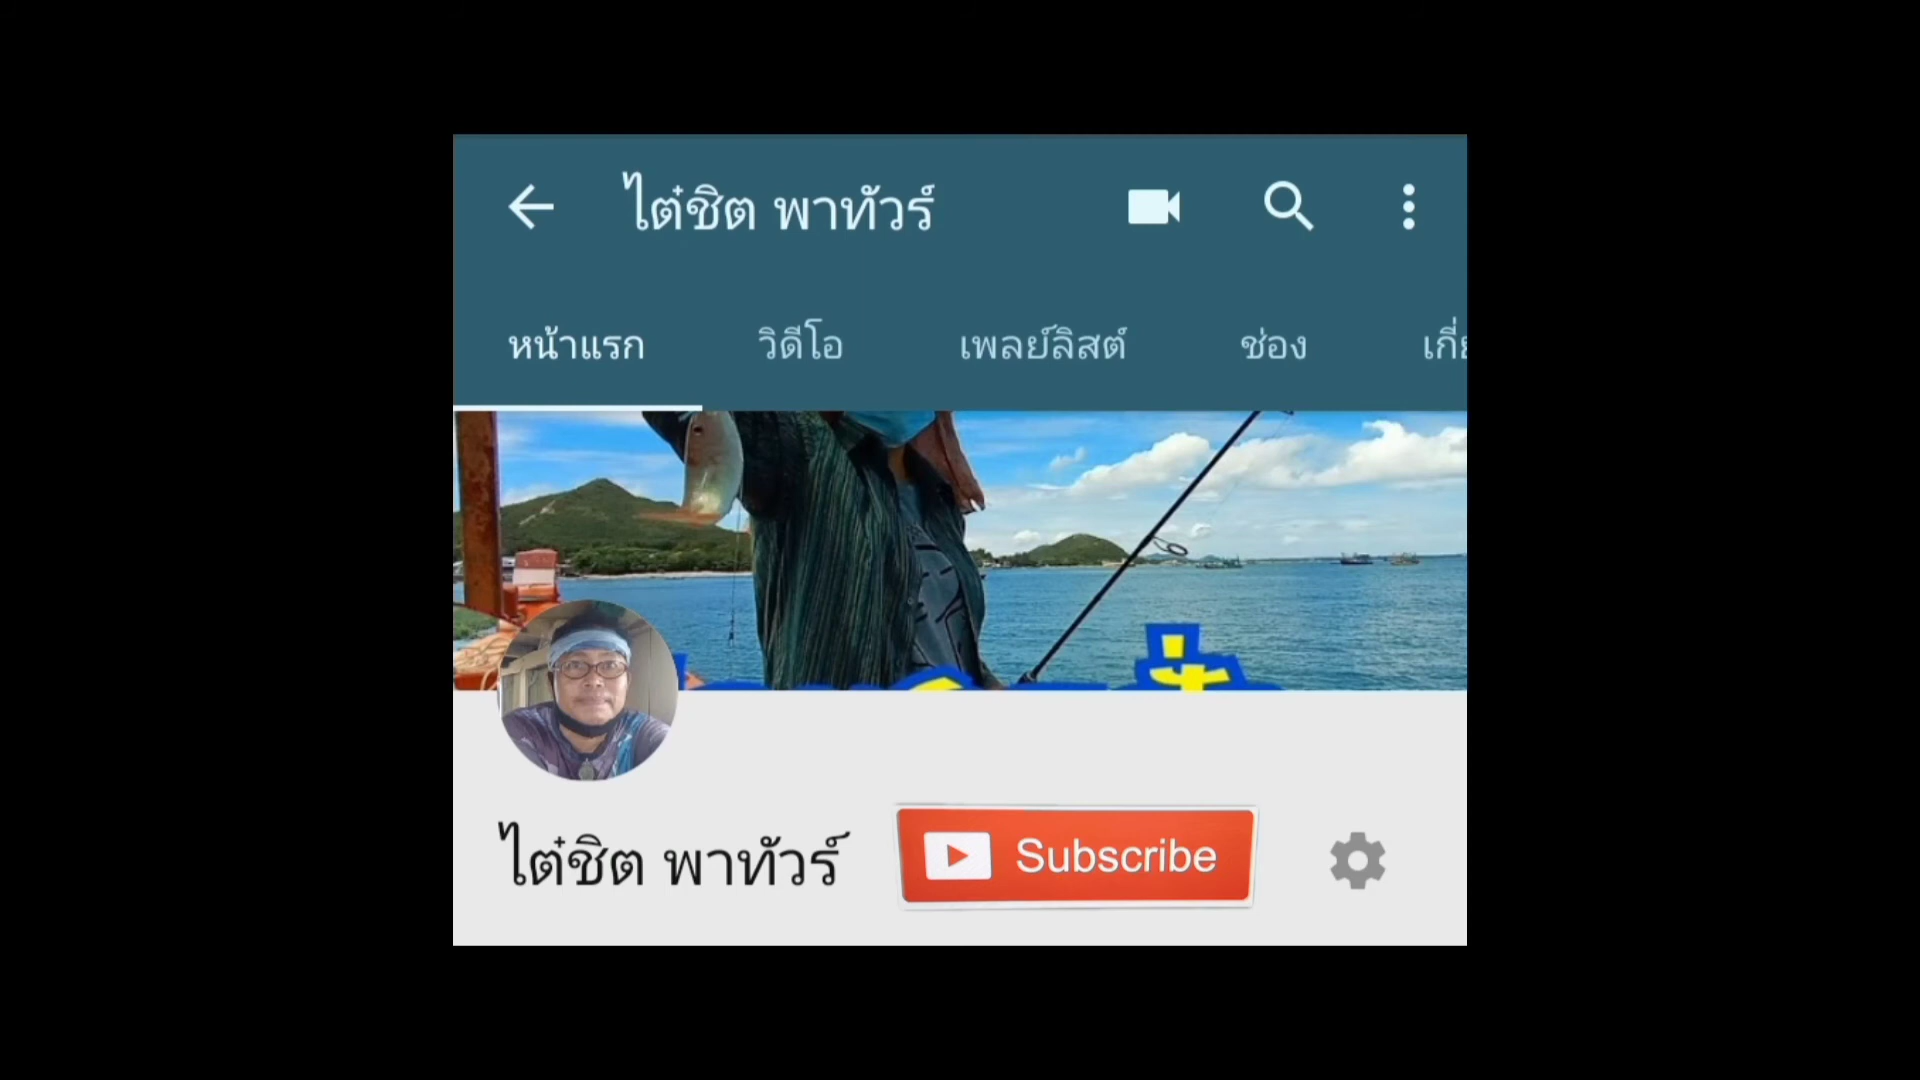 ไต๋ชิต พาทัวร์
หน้าแรก วิดีโอ เพลย์ลิสต์ ช่อง
ไต๋ชิต พาทัวร์ Subscribe